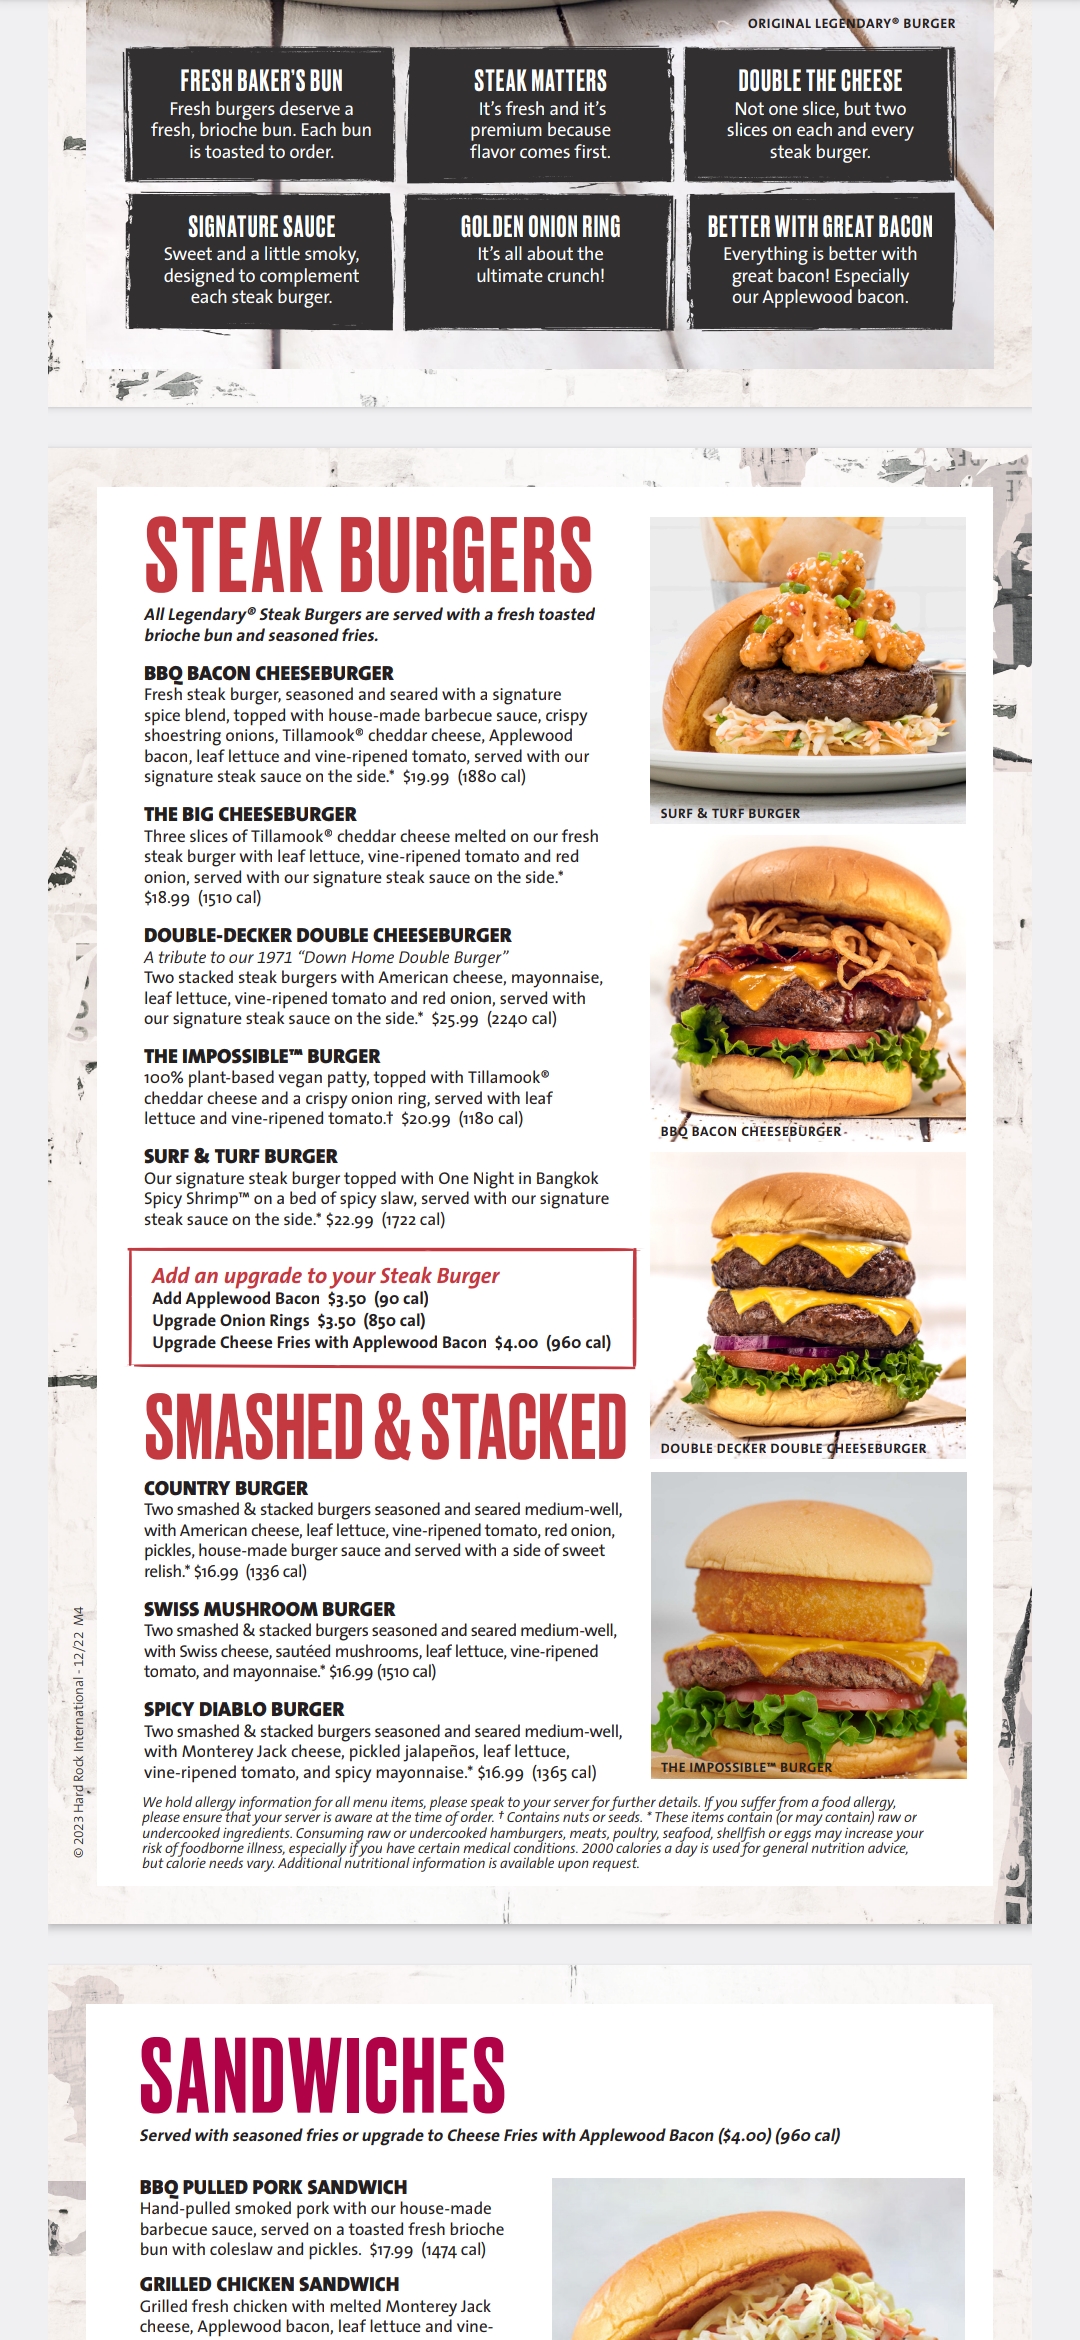 ORIGINAL LEGENDARY® BURGER
FRESH BAKER'S BUN
Fresh burgers deserve a
fresh, brioche bun. Each bun
is toasted to order.
STEAK MATTERS
It's fresh and it's
premium because
flavor comes first.
DOUBLE THE CHEESE
Not one slice, but two
slices on each and every
steak burger.
SIGNATURE SAUCE
Sweet and a little smoky,
designed to complement
each steak burger.
GOLDEN ONION RING
It's all about the
ultimate crunch!
BETTER WITH GREAT BACON
Everything is better with
great bacon! Especially
our Applewood bacon.
STEAK BURGERS
All Legendary® Steak Burgers are served with a fresh toasted
brioche bun and seasoned fries.
BBQ BACON CHEESEBURGER
Fresh steak burger, seasoned and seared with a signature
spice blend, topped with house-made barbecue sauce, crispy
shoestring onions, Tillamook® cheddar cheese, Applewood
bacon, leaf lettuce and vine-ripened tomato, served with our
signature steak sauce on the side.* $19.99 (1880 cal)
THE BIG CHEESEBURGER
Three slices of Tillamook® cheddar cheese melted on our fresh
steak burger with leaf lettuce, vine-ripened tomato and red
onion, served with our signature steak sauce on the side.*
$18.99 (1510 cal)
DOUBLE-DECKER DOUBLE CHEESEBURGER
A tribute to our 1971 “Down Home Double Burger”
Two stacked steak burgers with American cheese, mayonnaise,
leaf lettuce, vine-ripened tomato and red onion, served with
our signature steak sauce on the side.* $25.99 (2240 cal)
THE IMPOSSIBLE™ BURGER
100% plant-based vegan patty, topped with Tillamook®
cheddar cheese and a crispy onion ring, served with leaf
lettuce and vine-ripened tomato.† $20.99 (1180 cal)
SURF & TURF BURGER
Our signature steak burger topped with One Night in Bangkok
Spicy Shrimp™ on a bed of spicy slaw, served with our signature
steak sauce on the side.* $22.99 (1722 cal)
Add an upgrade to your Steak Burger
Add Applewood Bacon $3.50 (90 cal)
Upgrade Onion Rings $3.50 (850 cal)
Upgrade Cheese Fries with Applewood Bacon $4.00 (960 cal)
SURF & TURF BURGER
BBQ BACON CHEESEBURGER
DOUBLE DECKER DOUBLE CHEESEBURGER
THE IMPOSSIBLE™ BURGER
SMASHED & STACKED
COUNTRY BURGER
Two smashed & stacked burgers seasoned and seared medium-well,
with American cheese, leaf lettuce, vine-ripened tomato, red onion,
pickles, house-made burger sauce and served with a side of sweet
relish.* $16.99 (1336 cal)
SWISS MUSHROOM BURGER
Two smashed & stacked burgers seasoned and seared medium-well,
with Swiss cheese, sautéed mushrooms, leaf lettuce, vine-ripened
tomato, and mayonnaise.* $16.99 (1510 cal)
SPICY DIABLO BURGER
Two smashed & stacked burgers seasoned and seared medium-well,
with Monterey Jack cheese, pickled jalapeños, leaf lettuce,
vine-ripened tomato, and spicy mayonnaise.* $16.99 (1365 cal)
We hold allergy information for all menu items, please speak to your server for further details. If you suffer from a food allergy,
please ensure that your server is aware at the time of order. † Contains nuts or seeds. * These items contain (or may contain) raw or
undercooked ingredients. Consuming raw or undercooked hamburgers, meats, poultry, seafood, shellfish or eggs may increase your
risk of foodborne illness, especially if you have certain medical conditions. 2000 calories a day is used for general nutrition advice,
but calorie needs vary. Additional nutritional information is available upon request.
© 2023 Hard Rock International - 12/22 M4
SANDWICHES
Served with seasoned fries or upgrade to Cheese Fries with Applewood Bacon ($4.00) (960 cal)
BBQ PULLED PORK SANDWICH
Hand-pulled smoked pork with our house-made
barbecue sauce, served on a toasted fresh brioche
bun with coleslaw and pickles. $17.99 (1474 cal)
GRILLED CHICKEN SANDWICH
Grilled fresh chicken with melted Monterey Jack
cheese, Applewood bacon, leaf lettuce and vine-